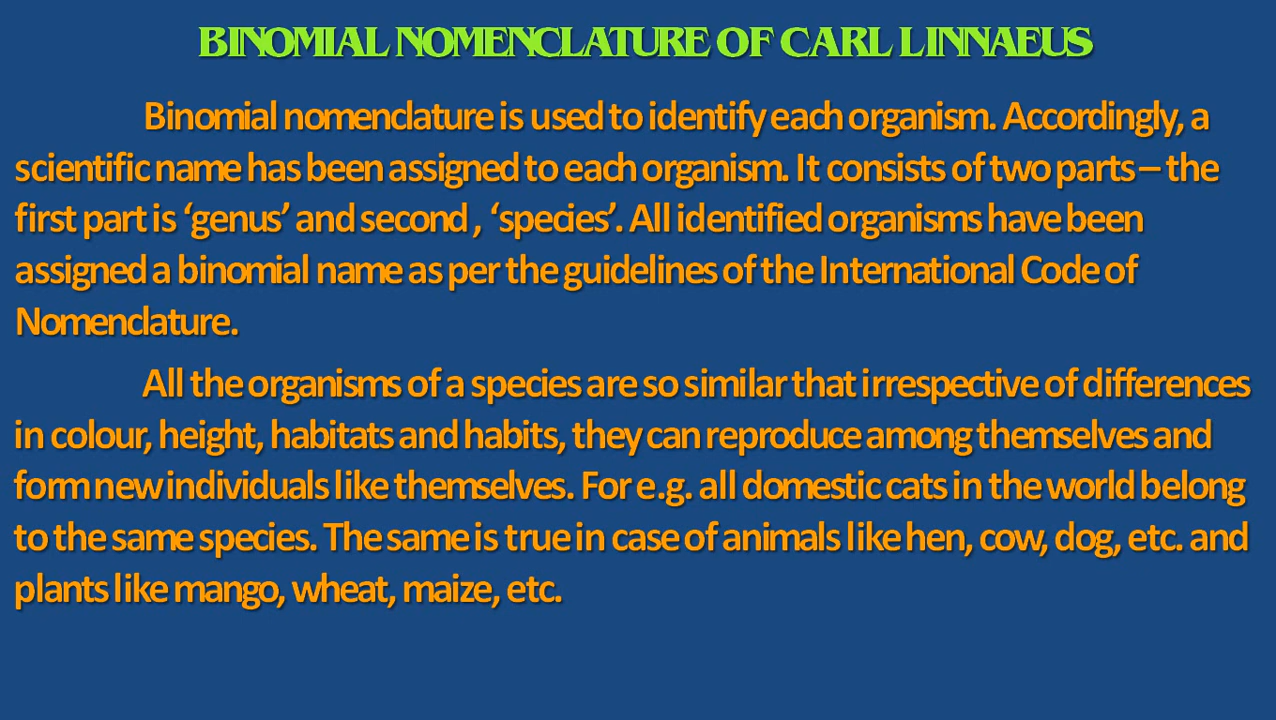 BINOMIAL NOMENCLATURE OF CARL LINNAEUS
Binomial nomenclature is used to identify each organism. Accordingly, a
scientific name has been assigned to each organism. It consists of two parts – the
first part is ‘genus’ and second , ‘species’. All identified organisms have been
assigned a binomial name as per the guidelines of the International Code of
Nomenclature.
All the organisms of a species are so similar that irrespective of differences
in colour, height, habitats and habits, they can reproduce among themselves and
form new individuals like themselves. For e.g. all domestic cats in the world belong
to the same species. The same is true in case of animals like hen, cow, dog, etc. and
plants like mango, wheat, maize, etc.